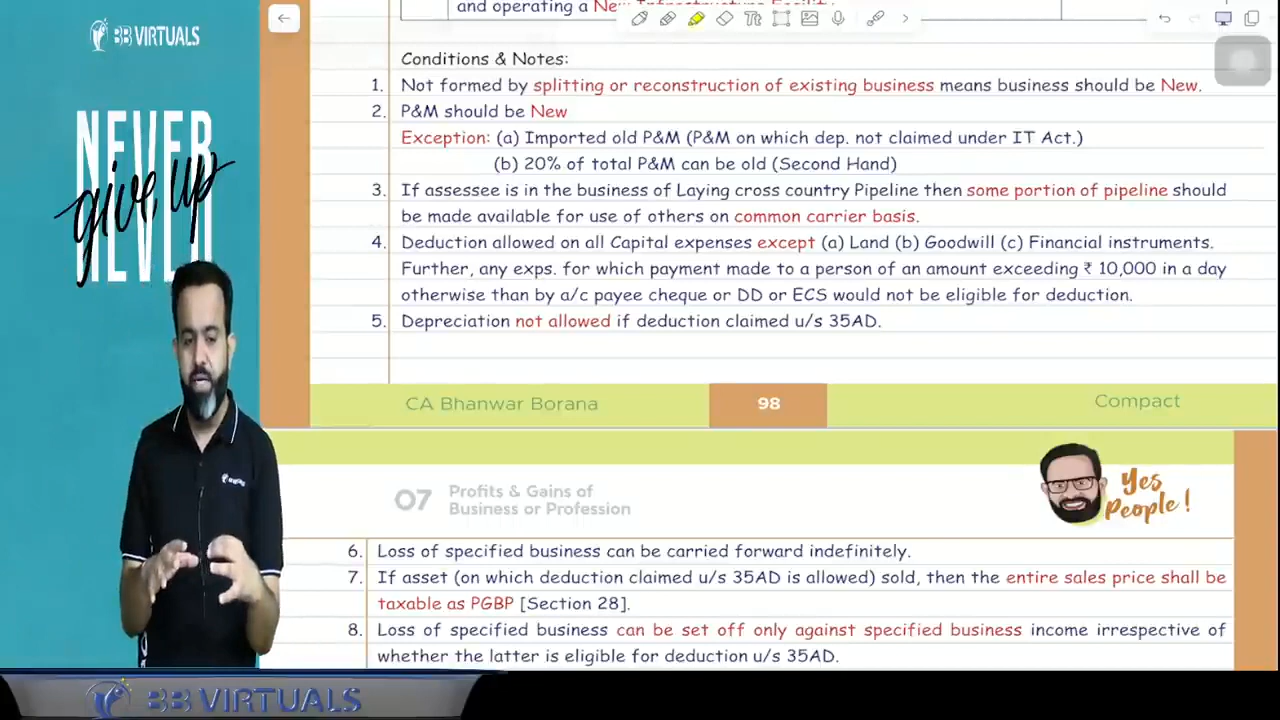 BB VIRTUALS
NEVER
give up
NEVER
and operating a New Infrastructure Facility
Conditions & Notes:
1. Not formed by splitting or reconstruction of existing business means business should be New.
2. P&M should be New
Exception: (a) Imported old P&M (P&M on which dep. not claimed under IT Act.)
(b) 20% of total P&M can be old (Second Hand)
3. If assessee is in the business of Laying cross country Pipeline then some portion of pipeline should
be made available for use of others on common carrier basis.
4. Deduction allowed on all Capital expenses except (a) Land (b) Goodwill (c) Financial instruments.
Further, any exps. for which payment made to a person of an amount exceeding ₹ 10,000 in a day
otherwise than by a/c payee cheque or DD or ECS would not be eligible for deduction.
5. Depreciation not allowed if deduction claimed u/s 35AD.
CA Bhanwar Borana 98 Compact
07 Profits & Gains of
Business or Profession
Yes
People!
6. Loss of specified business can be carried forward indefinitely.
7. If asset (on which deduction claimed u/s 35AD is allowed) sold, then the entire sales price shall be
taxable as PGBP [Section 28].
8. Loss of specified business can be set off only against specified business income irrespective of
whether the latter is eligible for deduction u/s 35AD.
BB VIRTUALS